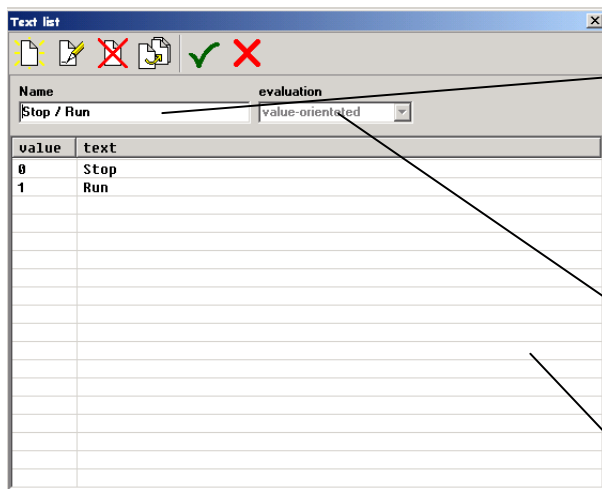 Text list
Name evaluation
Stop / Run value-orientated
value text
0 Stop
1 Run